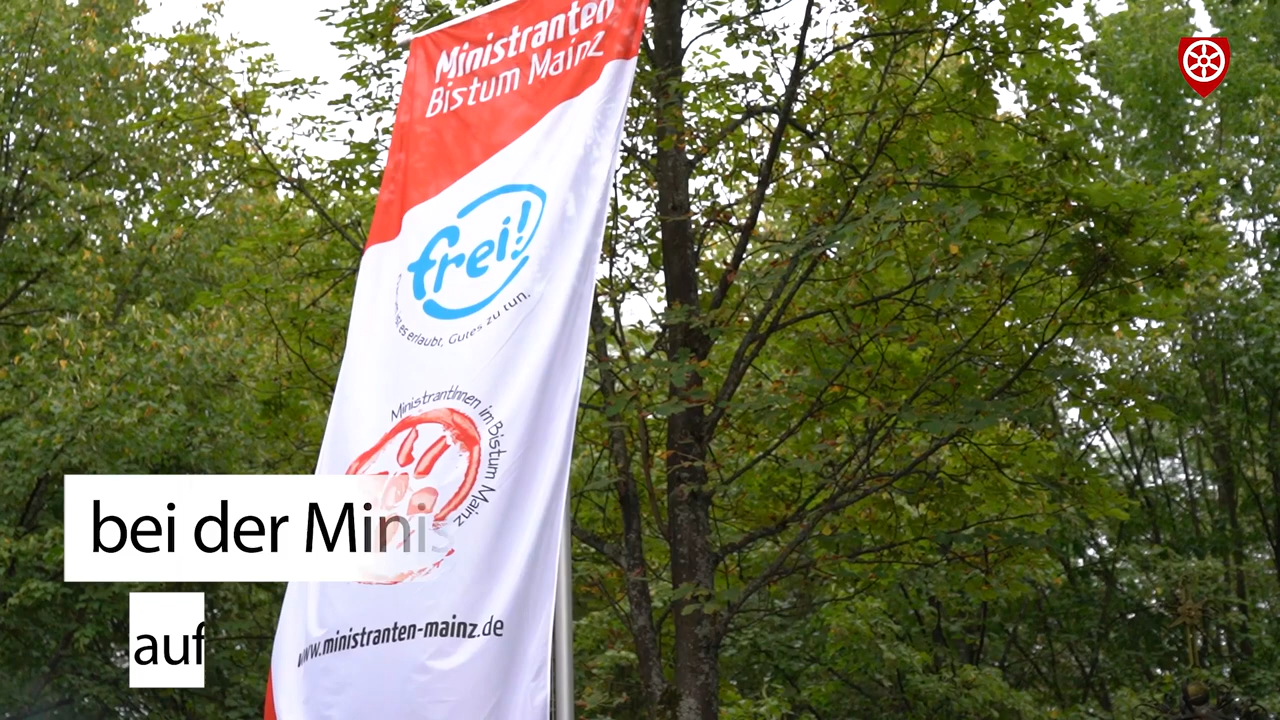 Ministranten
Bistum Mainz
frei!
es erlaubt, Gutes zu tun.
MinistrantInnen im Bistum Mainz
bei der Minis
auf
www.ministranten-mainz.de